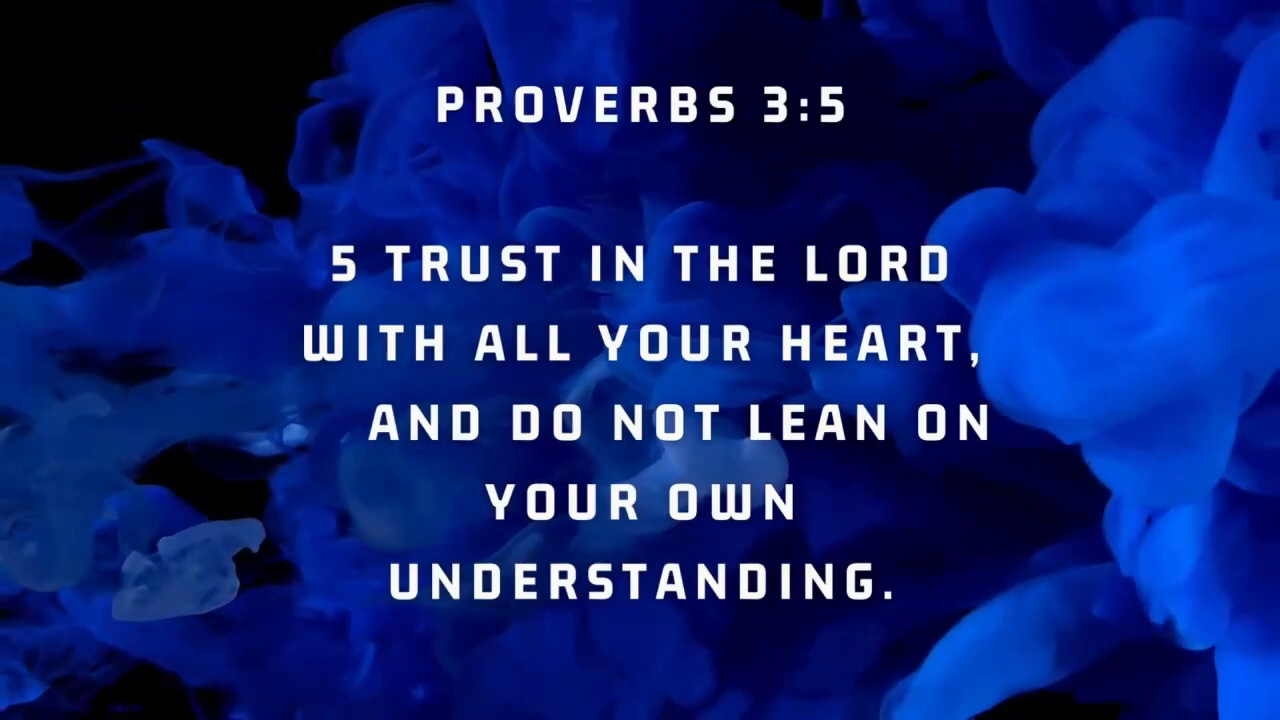 PROVERBS 3:5
5 TRUST IN THE LORD
WITH ALL YOUR HEART,
AND DO NOT LEAN ON
YOUR OWN
UNDERSTANDING.